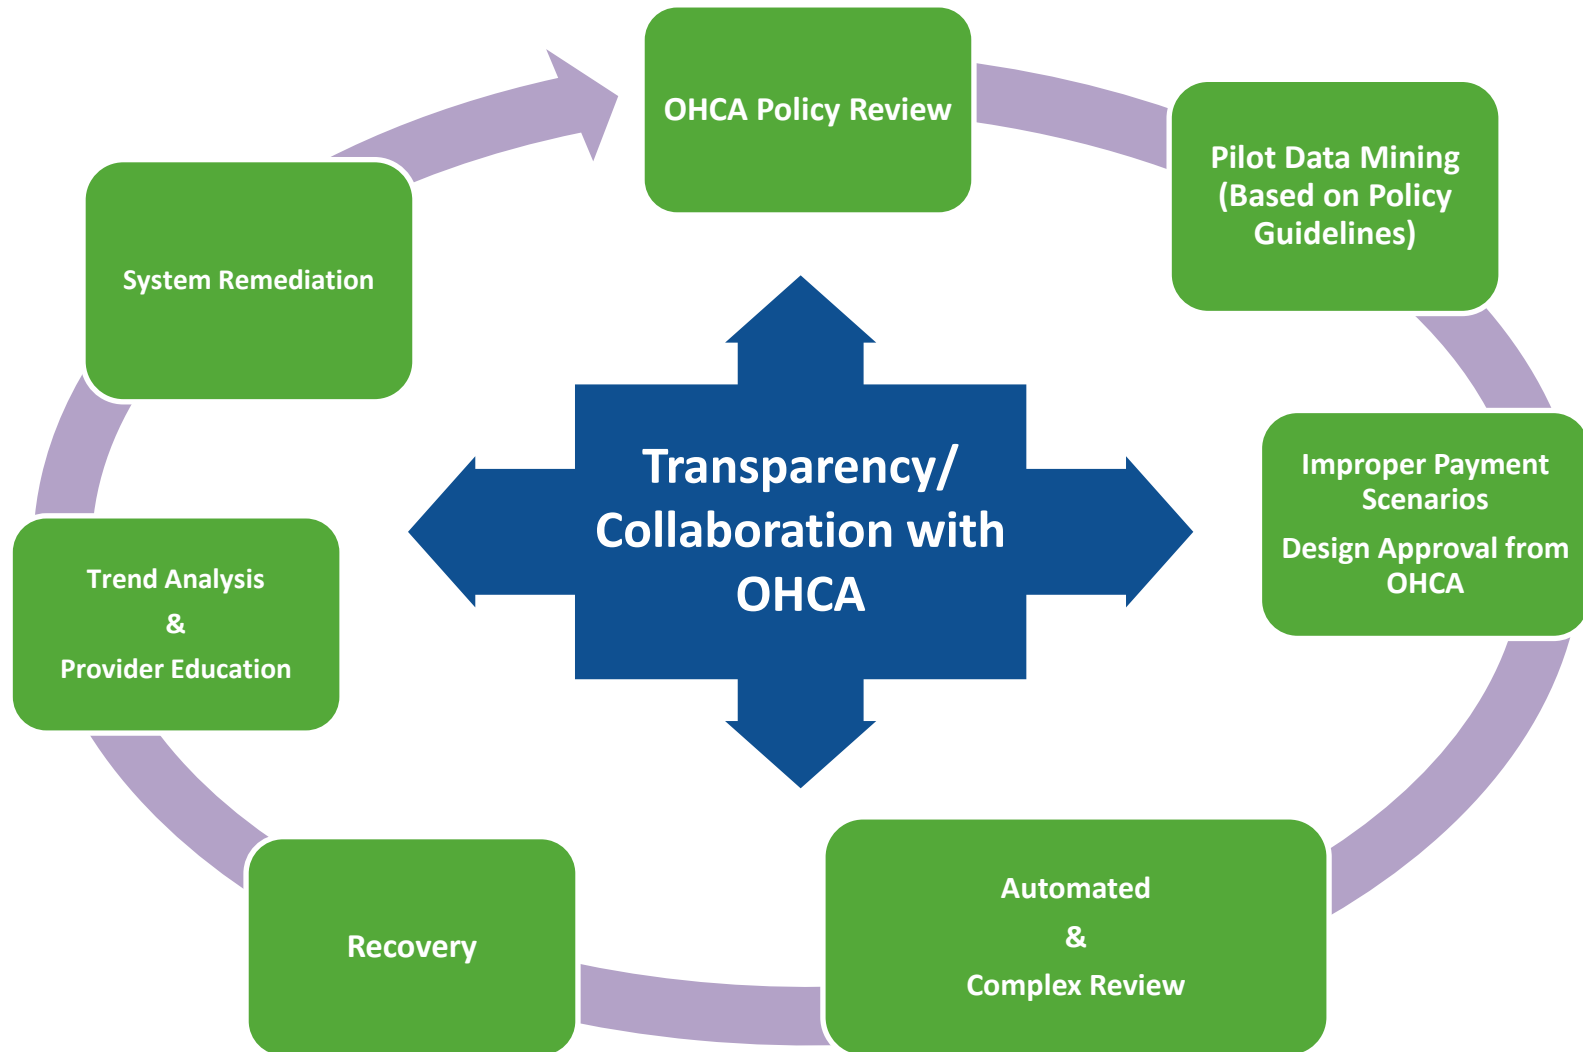 OHCA Policy Review
Pilot Data Mining
(Based on Policy
Guidelines)
Improper Payment
Scenarios
Design Approval from
OHCA
Automated
&
Complex Review
Recovery
Trend Analysis
&
Provider Education
System Remediation
Transparency/
Collaboration with
OHCA